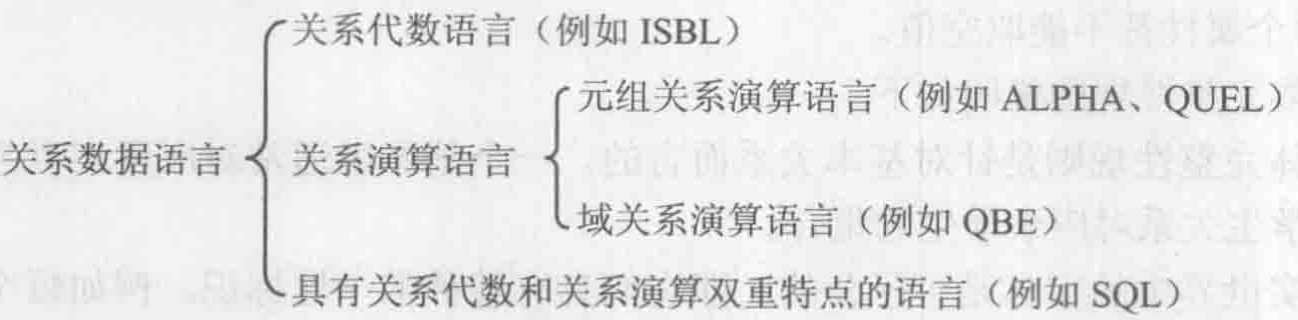 关系代数语言（例如 ISBL）
元组关系演算语言（例如 ALPHA、QUEL）
关系数据语言 关系演算语言
域关系演算语言（例如 QBE）
具有关系代数和关系演算双重特点的语言（例如 SQL）